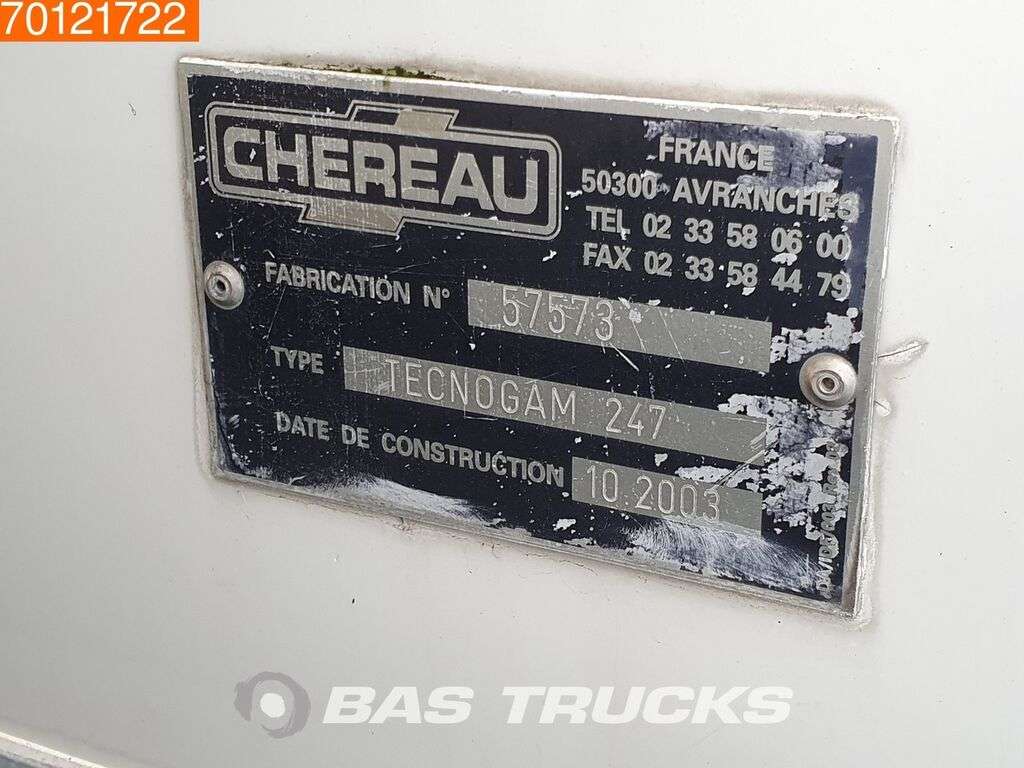 70121722
CHEREAU
FRANCE
50300 AVRANCHES
TEL 02 33 58 06 00
FAX 02 33 58 44 79
FABRICATION N° 57573
TYPE TECNOGAM 247
DATE DE CONSTRUCTION 10 2003
BAS TRUCKS